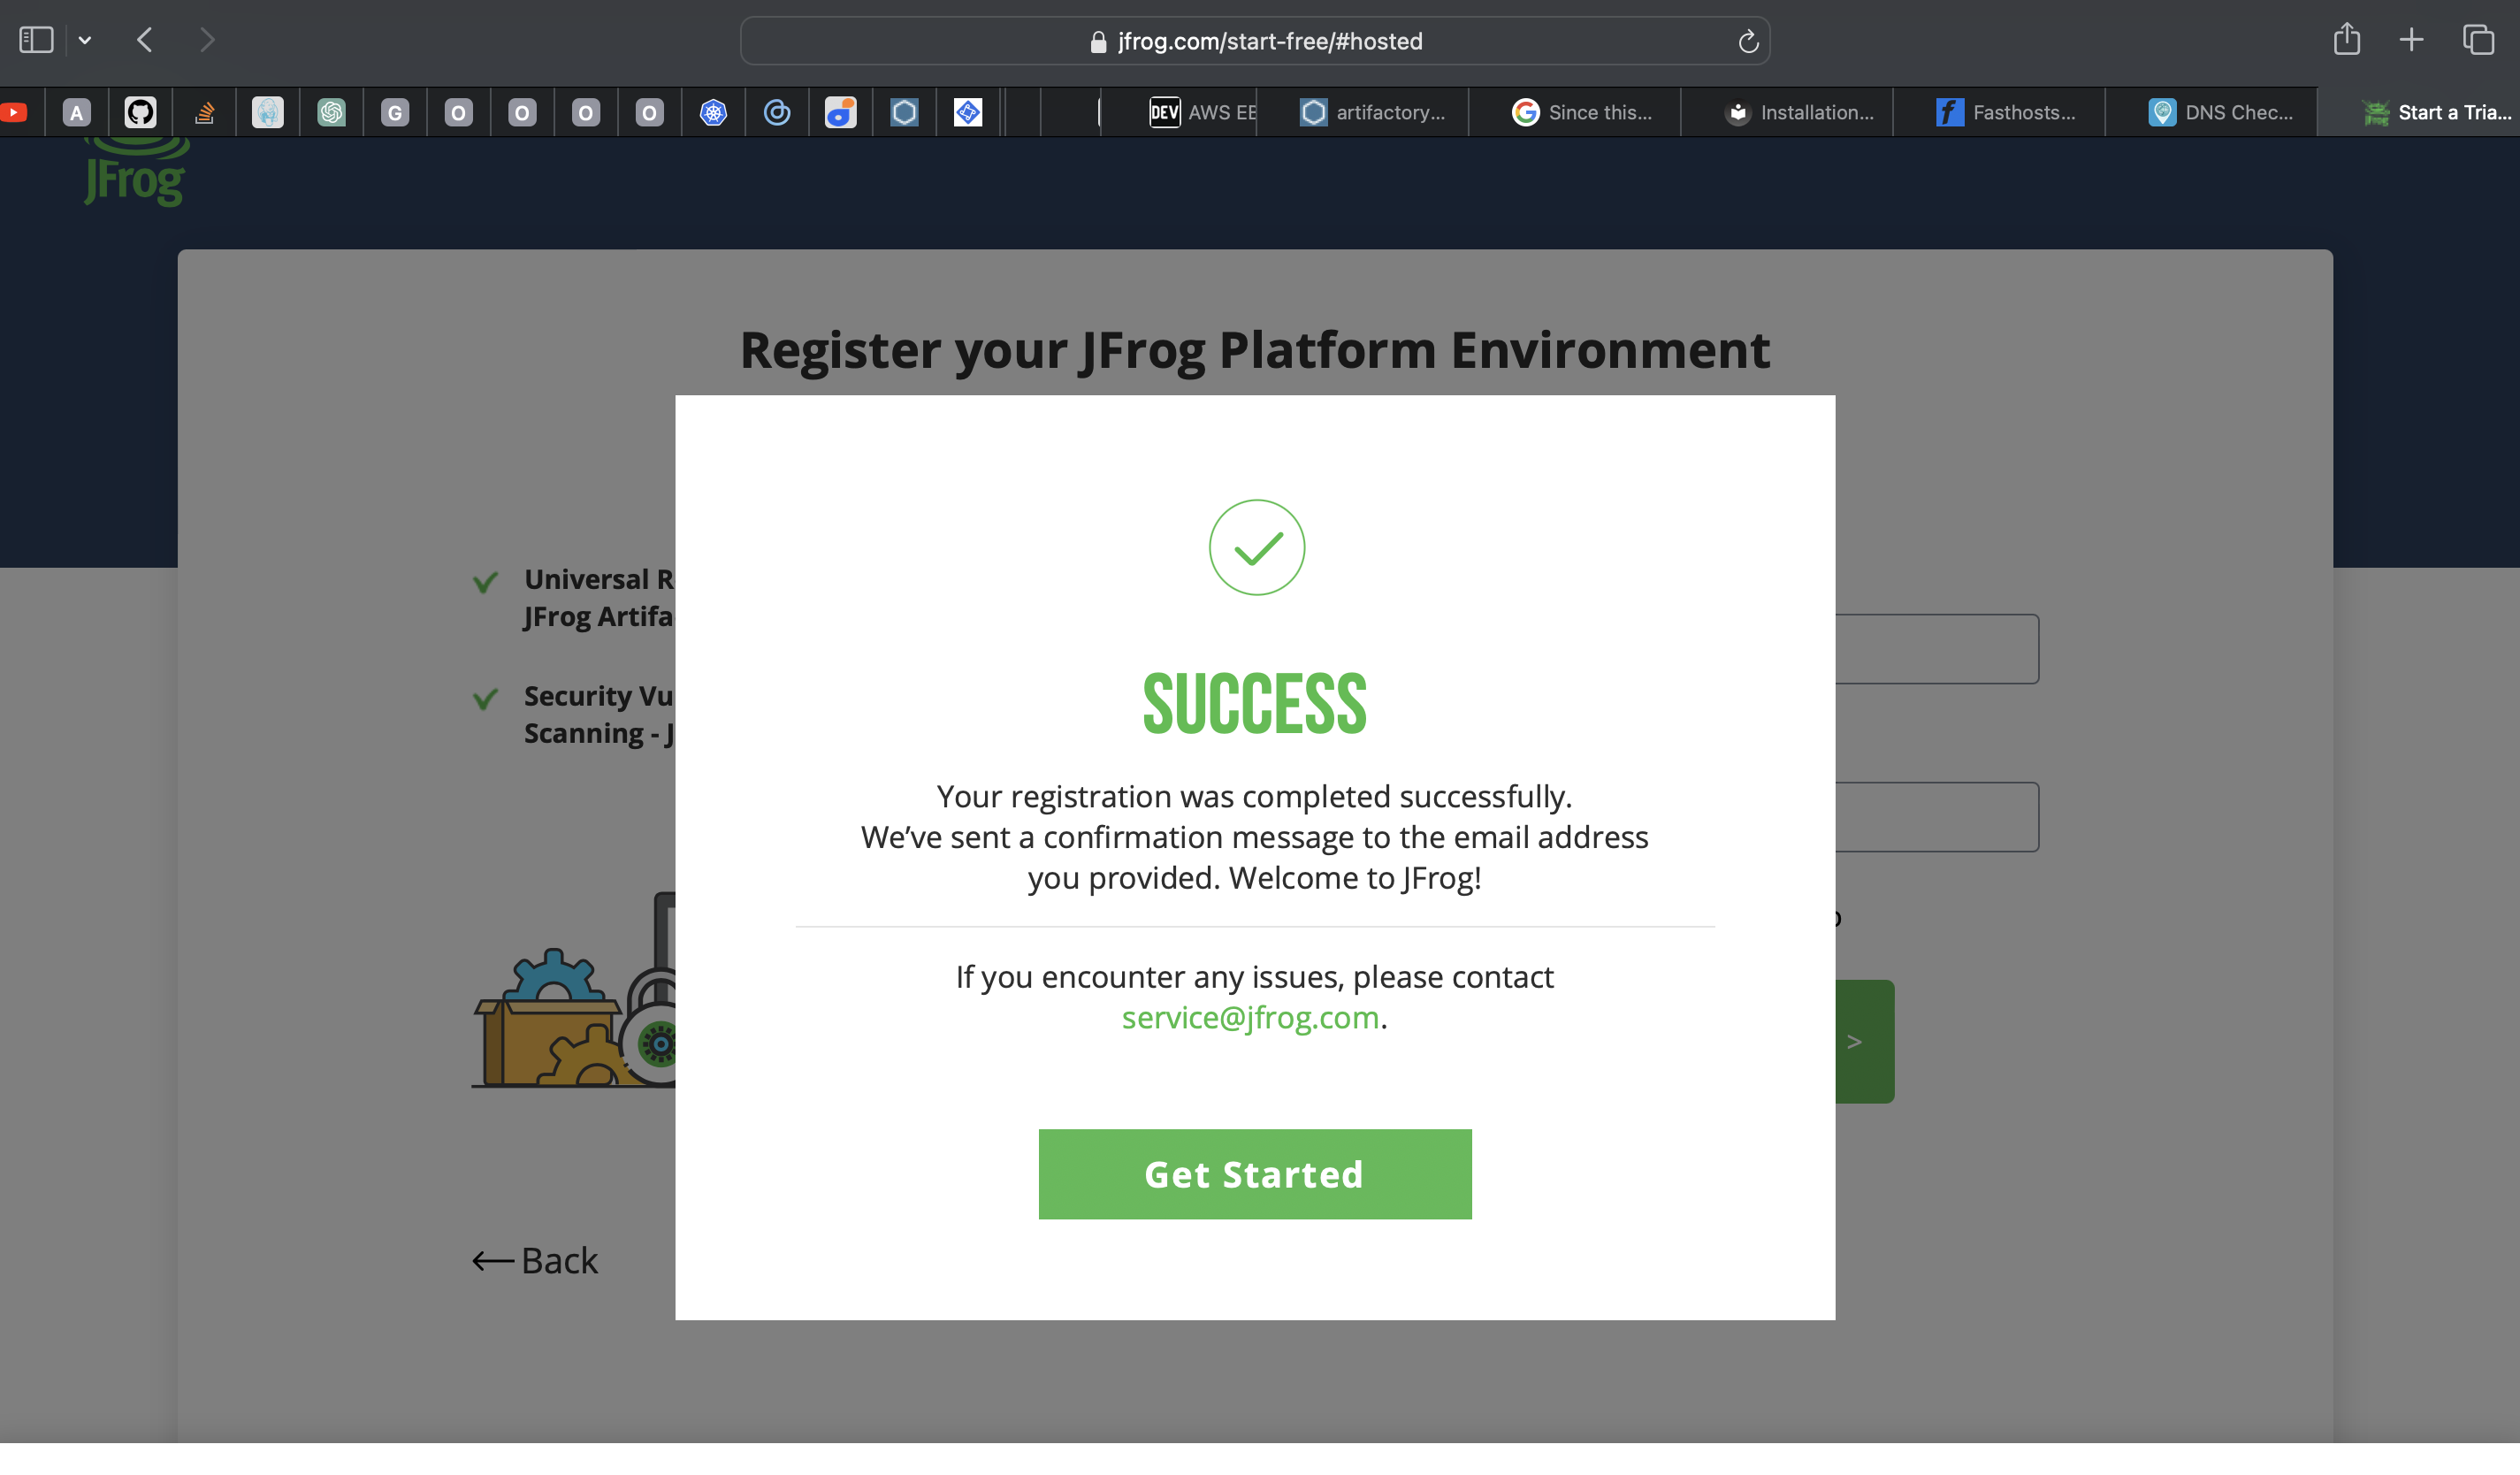 jfrog.com/start-free/#hosted
A
G
O
O
O
O
DEV AWS EE
artifactory...
Since this...
Installation...
Fasthosts...
DNS Chec...
Start a Tria...
JFrog
Register your JFrog Platform Environment
Universal R
JFrog Artifa
Security Vu
Scanning - J
SUCCESS
Your registration was completed successfully.
We've sent a confirmation message to the email address
you provided. Welcome to JFrog!
If you encounter any issues, please contact
service@jfrog.com.
>
Get Started
Back